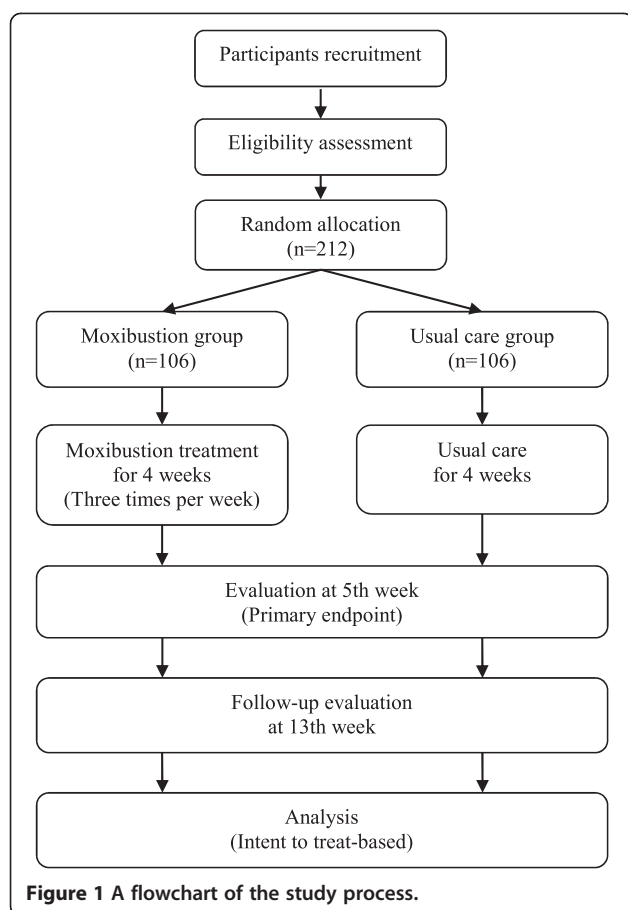 Participants recruitment
Eligibility assessment
Random allocation
(n=212)
Moxibustion group
(n=106)
Usual care group
(n=106)
Moxibustion treatment
for 4 weeks
(Three times per week)
Usual care
for 4 weeks
Evaluation at 5th week
(Primary endpoint)
Follow-up evaluation
at 13th week
Analysis
(Intent to treat-based)
Figure 1 A flowchart of the study process.